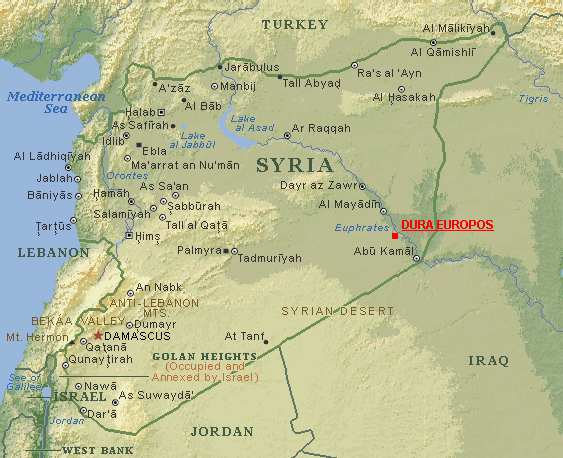 TURKEY
Al Mālikīyah
Al Qāmishlī
Jarābulus
Ra's al 'Ayn
Tall Abyad
A'zāz
Manbij
Al Ḥasakah
Mediterranean
Sea
Al Bāb
Tigris
Halab
Lake
al Asad
As Safīrah
Idlib
Lake
al Jabbūl
Ar Raqqah
Ebla
Al Lādhiqīyah
Ma'arrat an Nu'mān
SYRIA
Jablah
Orontes
Dayr az Zawr
As Sa'an
Bāniyās
Ḩamāh
Şabbūrah
Al Mayādīn
Salamīyah
Ţarţūs
Tall al Qaţā
Euphrates
DURA EUROPOS
Ḩimş
LEBANON
Palmyra
Tadmurīyah
Abū Kamāl
An Nabk
ANTI-LEBANON
MTS.
SYRIAN DESERT
BEKAA VALLEY
Dumayr
Mt. Hermon
DAMASCUS
At Tanf
Qaţanā
GOLAN HEIGHTS
(Occupied and
Annexed by Israel)
Qunayţirah
IRAQ
See of
Galilee
Nawā
ISRAEL
As Suwaydā'
Dar'ā
Jordan
JORDAN
WEST BANK